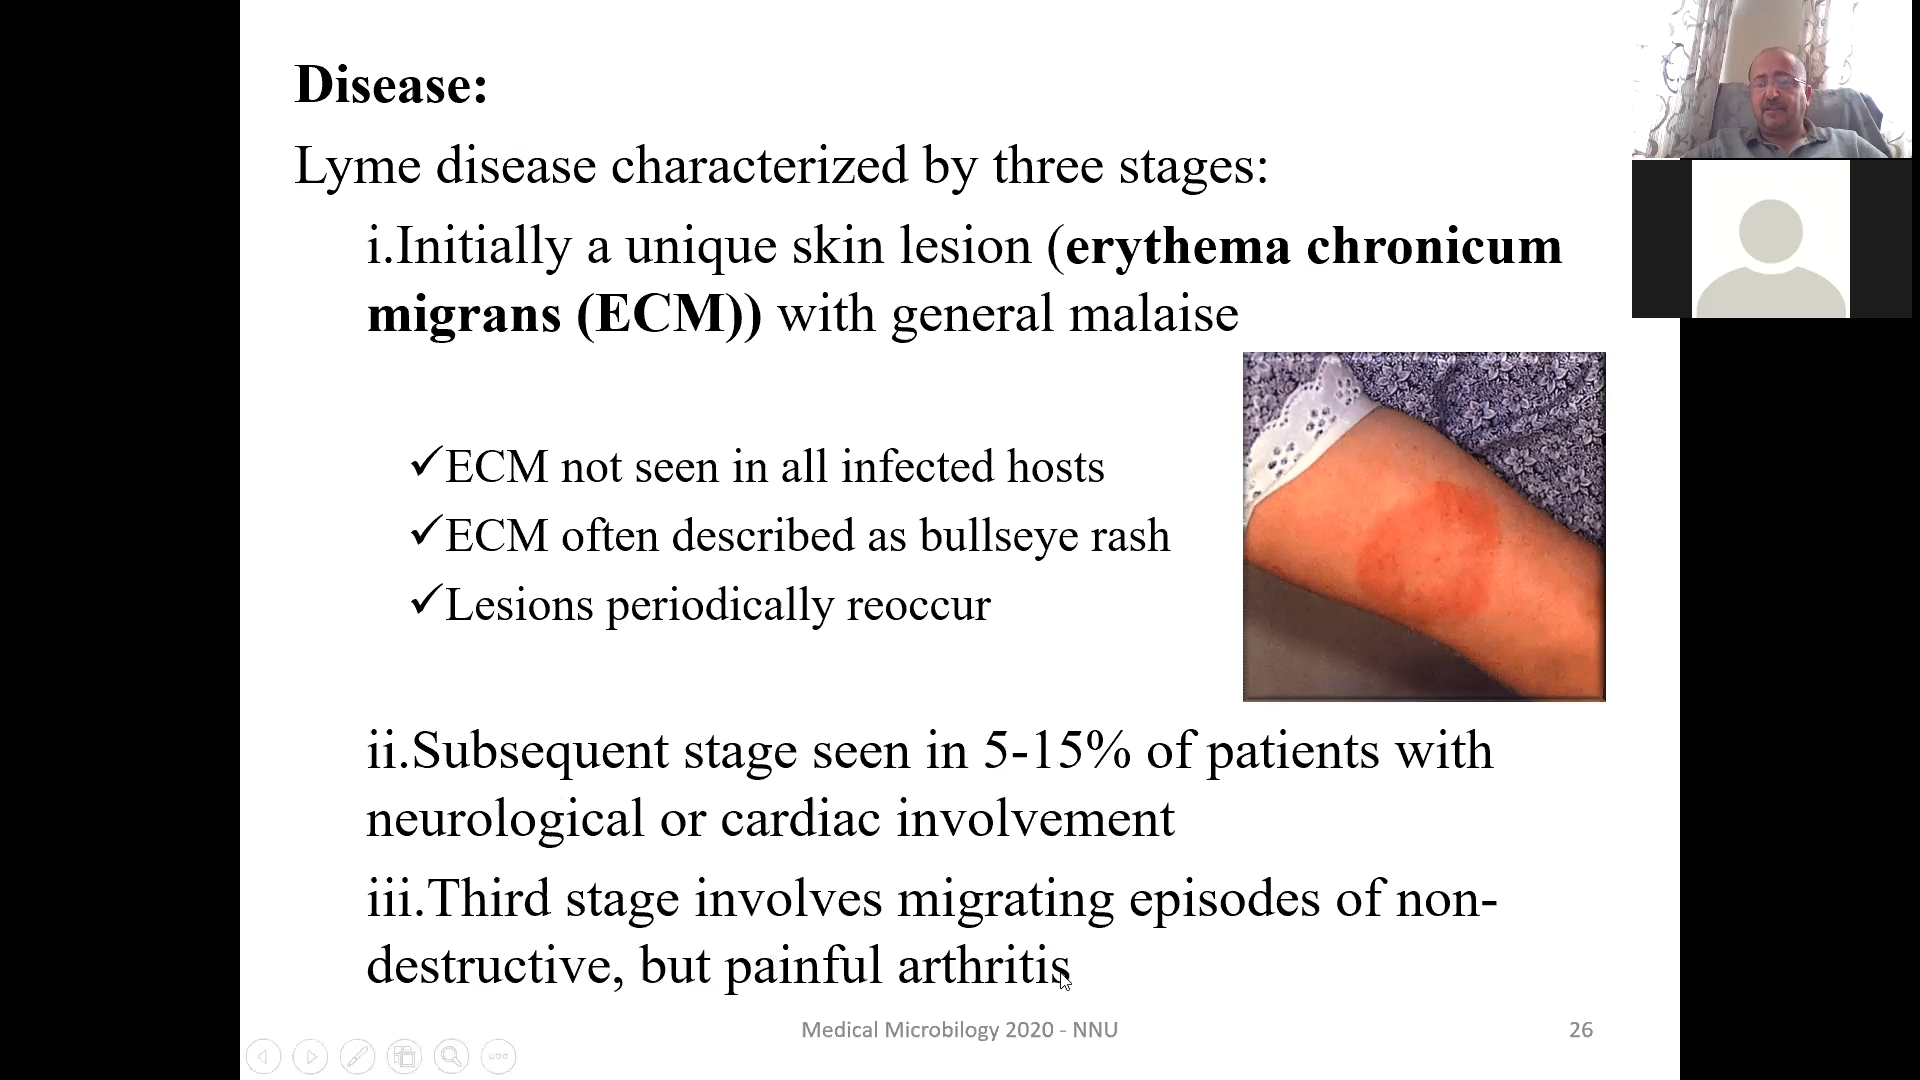 Disease:
Lyme disease characterized by three stages:
i.Initially a unique skin lesion (erythema chronicum
migrans (ECM)) with general malaise
✓ECM not seen in all infected hosts
✓ECM often described as bullseye rash
✓Lesions periodically reoccur
ii.Subsequent stage seen in 5-15% of patients with
neurological or cardiac involvement
iii.Third stage involves migrating episodes of non-
destructive, but painful arthritis
Medical Microbilogy 2020 - NNU
26